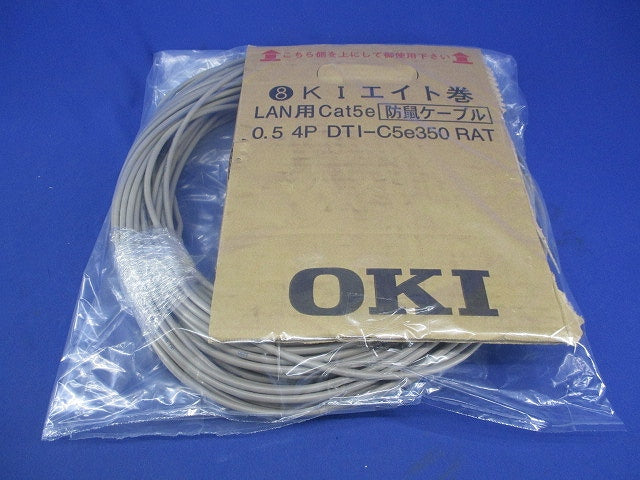 こちら側を上にして御使用下さい
❽ＫＩエイト巻
LAN用Cat5e 防鼠ケーブル
0.5 4P DTI-C5e350 RAT
OKI